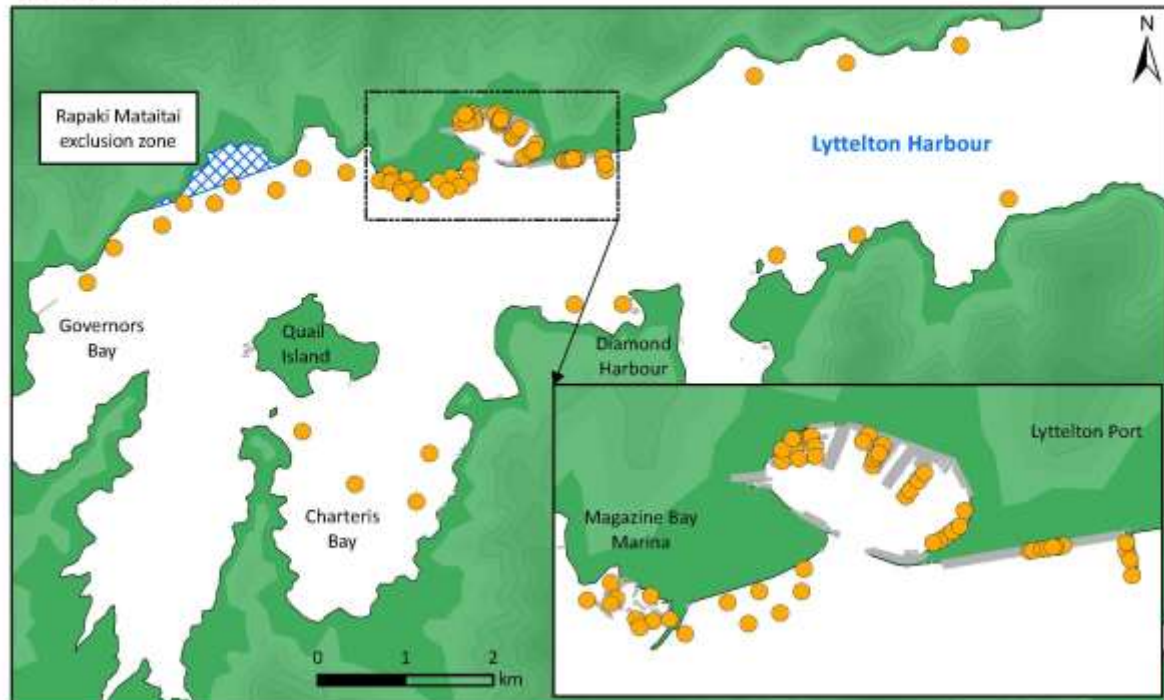 N
Rapaki Mataitai
exclusion zone
Lyttelton Harbour
Governors
Bay
Quail
Island
Diamond
Harbour
Charteris
Bay
Lyttelton Port
Magazine Bay
Marina
0 1 2
km